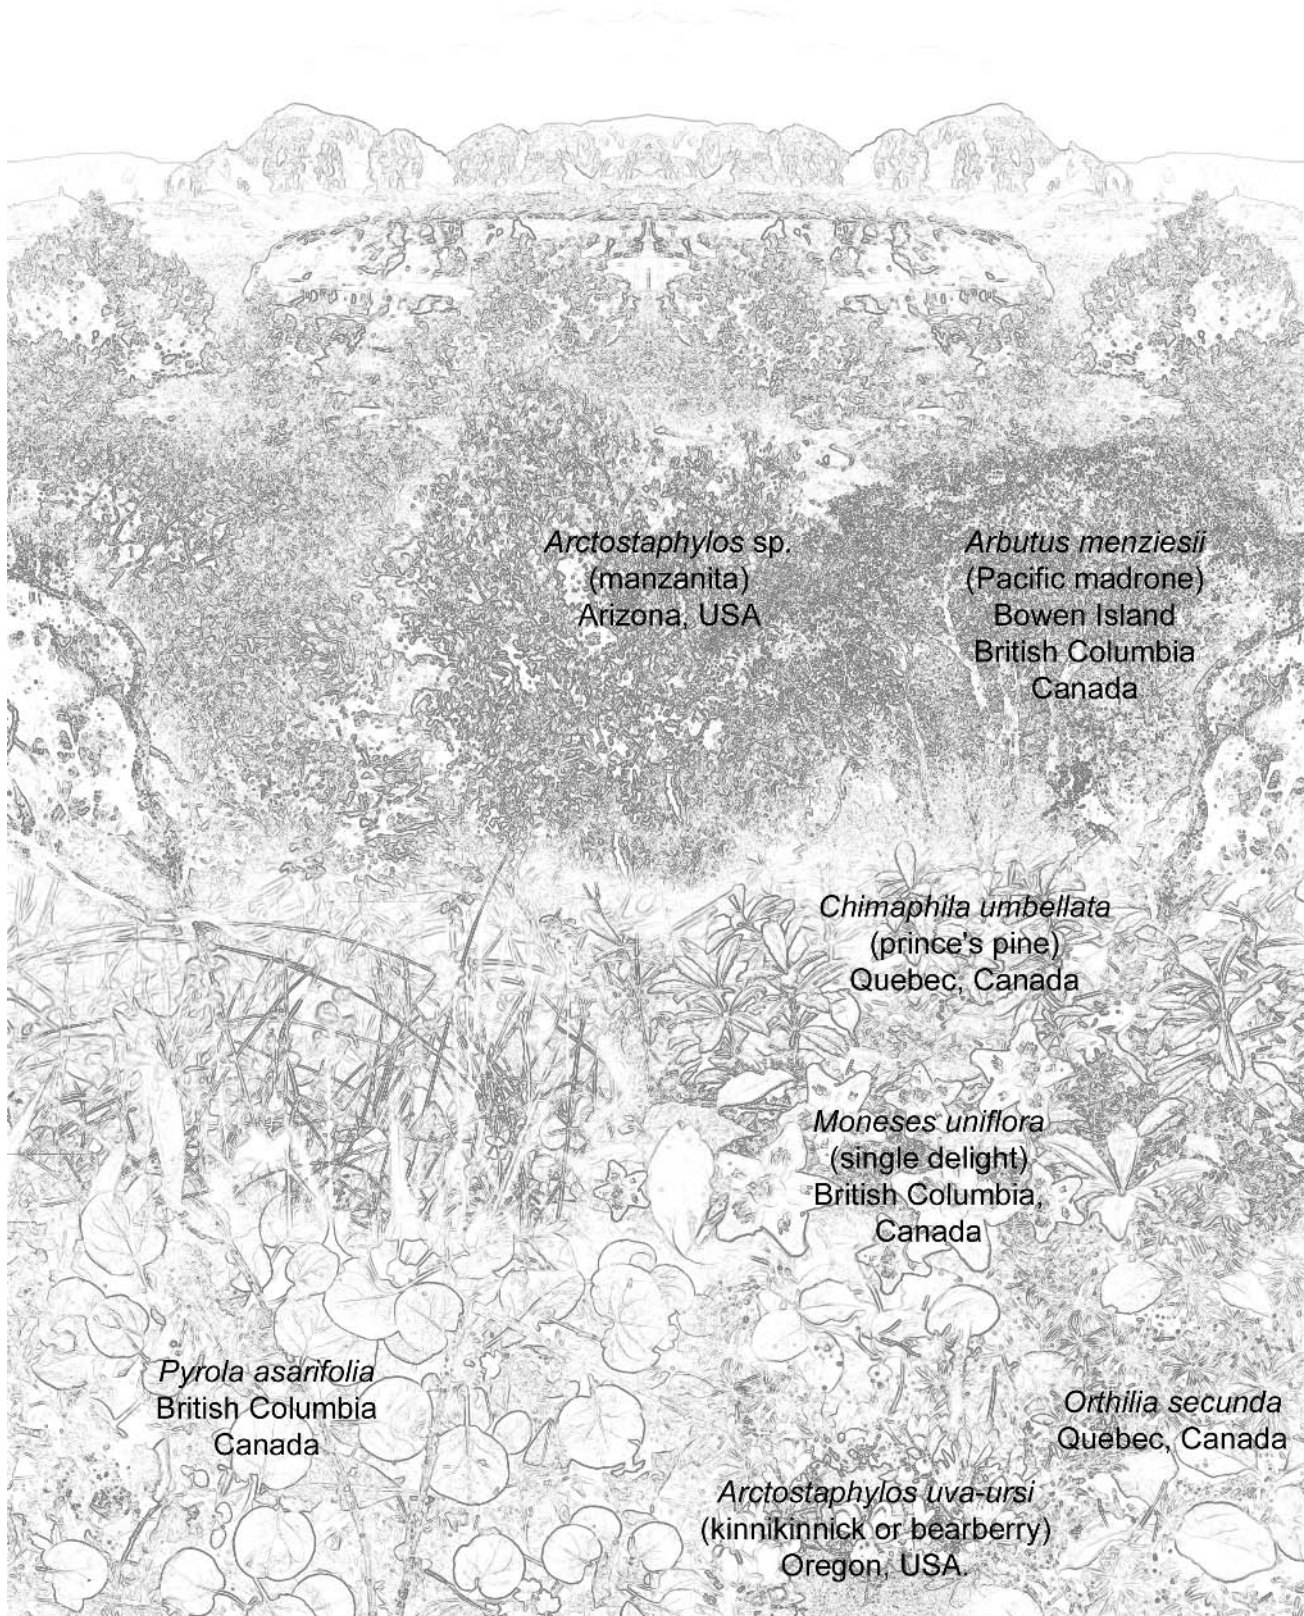 Arctostaphylos sp.
(manzanita)
Arizona, USA
Arbutus menziesii
(Pacific madrone)
Bowen Island
British Columbia
Canada
Chimaphila umbellata
(prince's pine)
Quebec, Canada
Moneses uniflora
(single delight)
British Columbia,
Canada
Pyrola asarifolia
British Columbia
Canada
Orthilia secunda
Quebec, Canada
Arctostaphylos uva-ursi
(kinnikinnick or bearberry)
Oregon, USA.